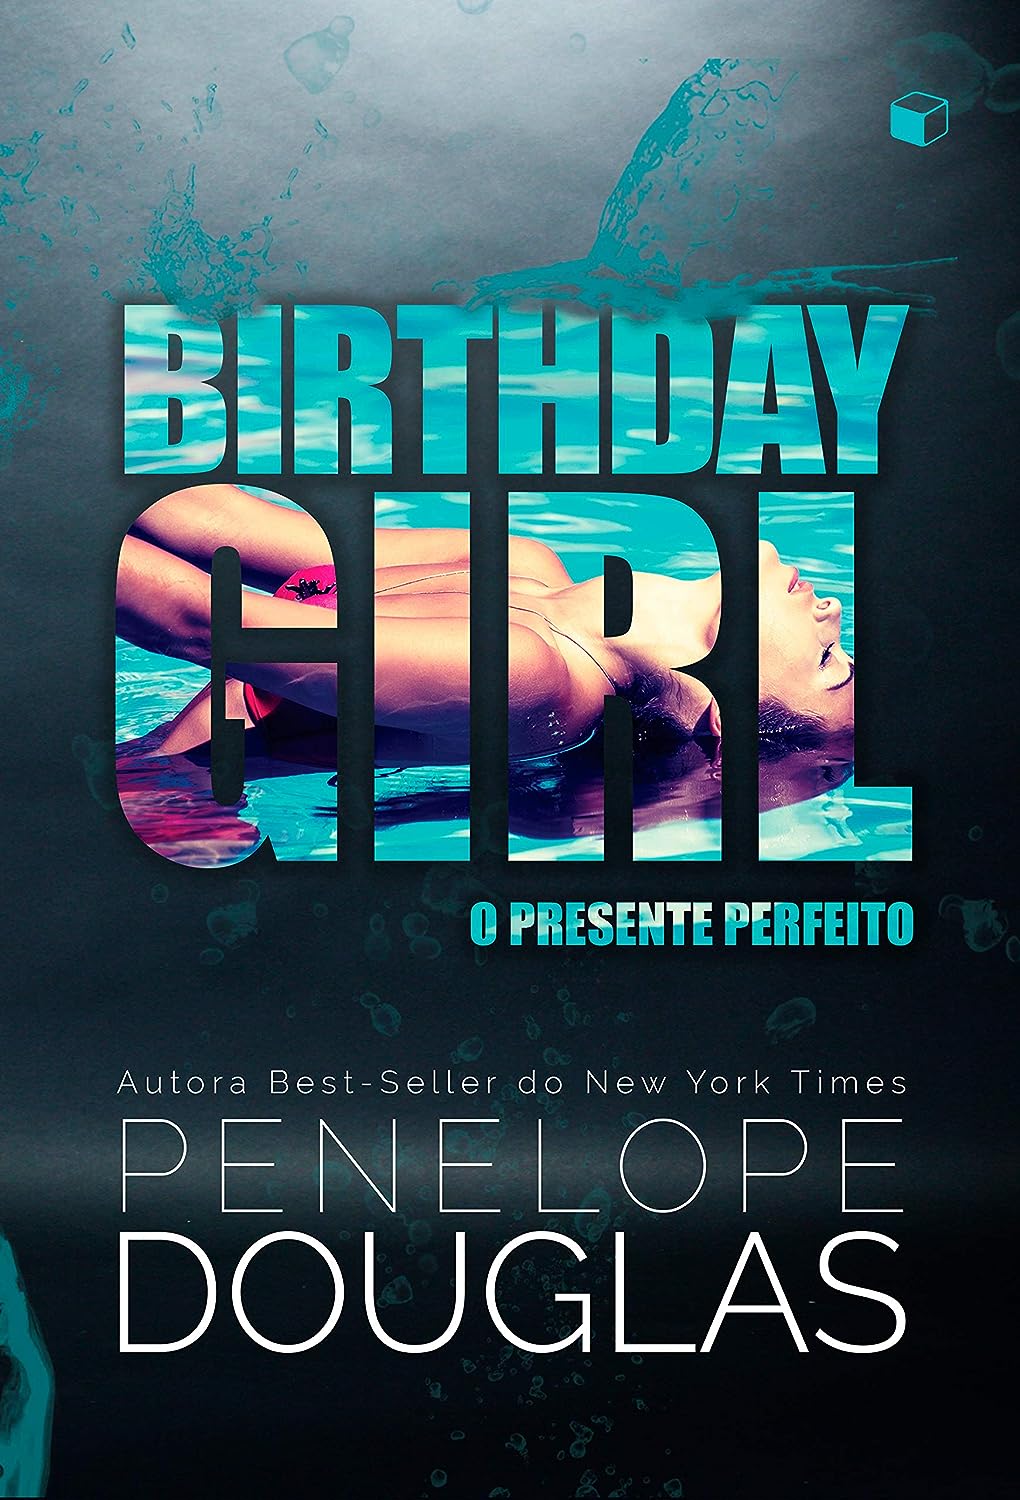 BIRTHDAY
GIRL
O PRESENTE PERFEITO
Autora Best-Seller do New York Times
PENELOPE
DOUGLAS